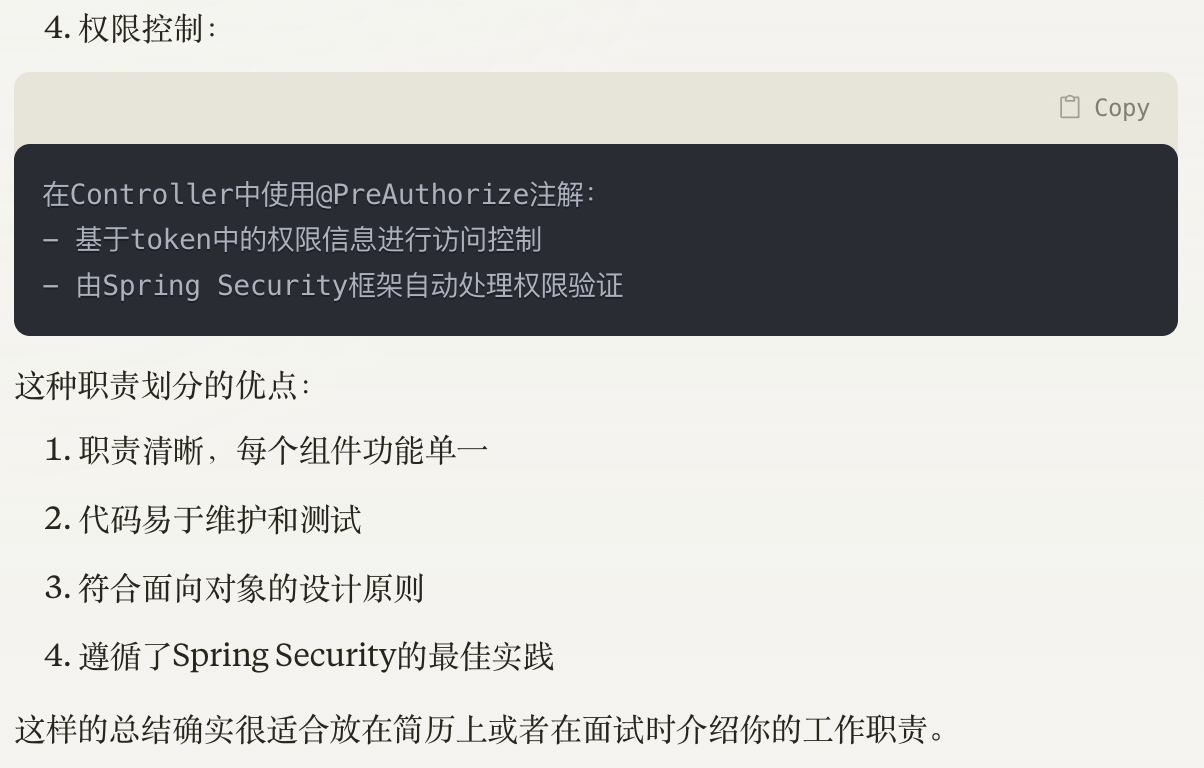 4. 权限控制：
Copy
在Controller中使用@PreAuthorize注解：
- 基于token中的权限信息进行访问控制
- 由Spring Security框架自动处理权限验证
这种职责划分的优点：
1. 职责清晰，每个组件功能单一
2. 代码易于维护和测试
3. 符合面向对象的设计原则
4. 遵循了Spring Security的最佳实践
这样的总结确实很适合放在简历上或者在面试时介绍你的工作职责。